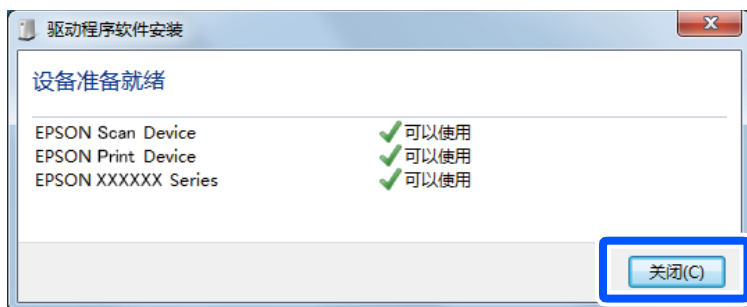 驱动程序软件安装
设备准备就绪
EPSON Scan Device 可以使用
EPSON Print Device 可以使用
EPSON XXXXXX Series 可以使用
关闭(C)